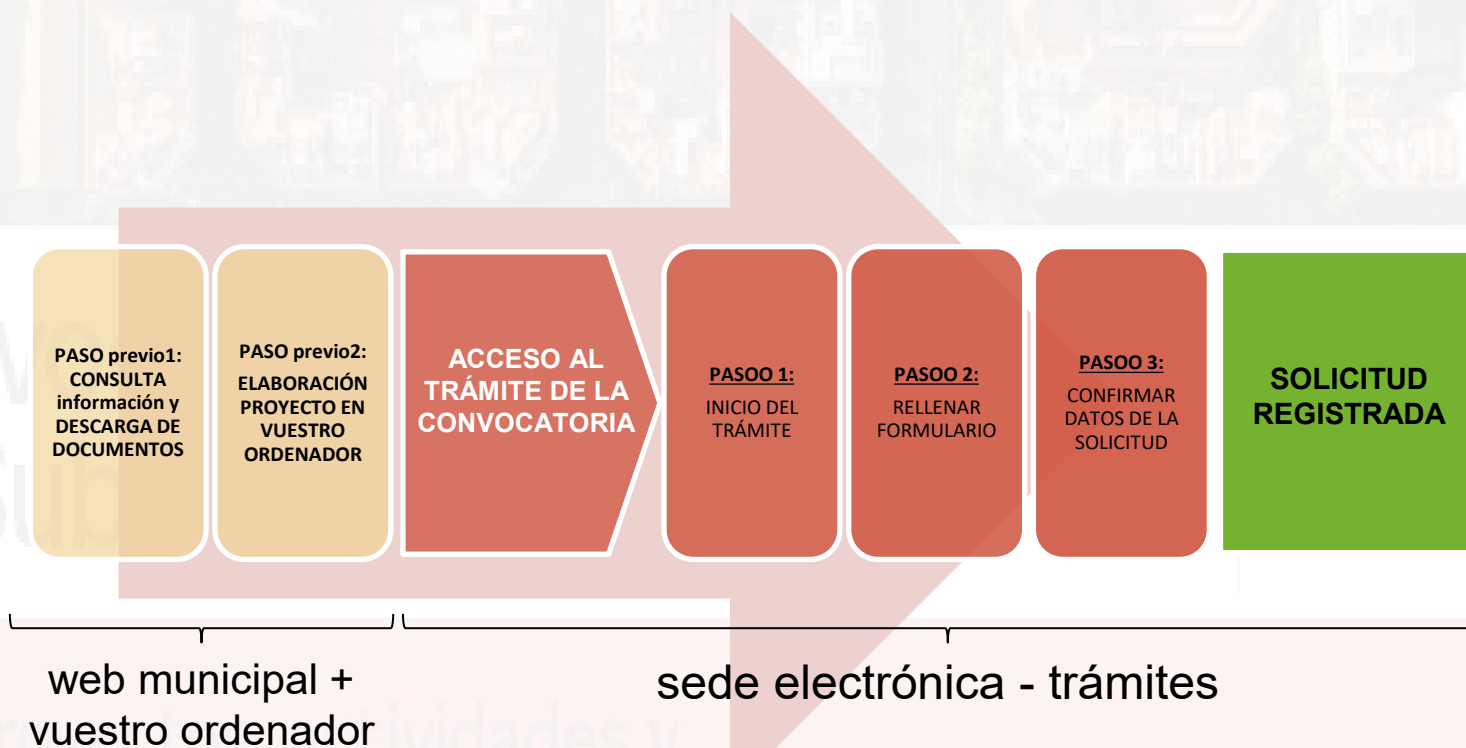 PASO previo1:
CONSULTA
información y
DESCARGA DE
DOCUMENTOS
PASO previo2:
ELABORACIÓN
PROYECTO EN
VUESTRO
ORDENADOR
ACCESO AL
TRÁMITE DE LA
CONVOCATORIA
PASOO 1:
INICIO DEL
TRÁMITE
PASOO 2:
RELLENAR
FORMULARIO
PASOO 3:
CONFIRMAR
DATOS DE LA
SOLICITUD
SOLICITUD
REGISTRADA
web municipal +
vuestro ordenador
sede electrónica - trámites